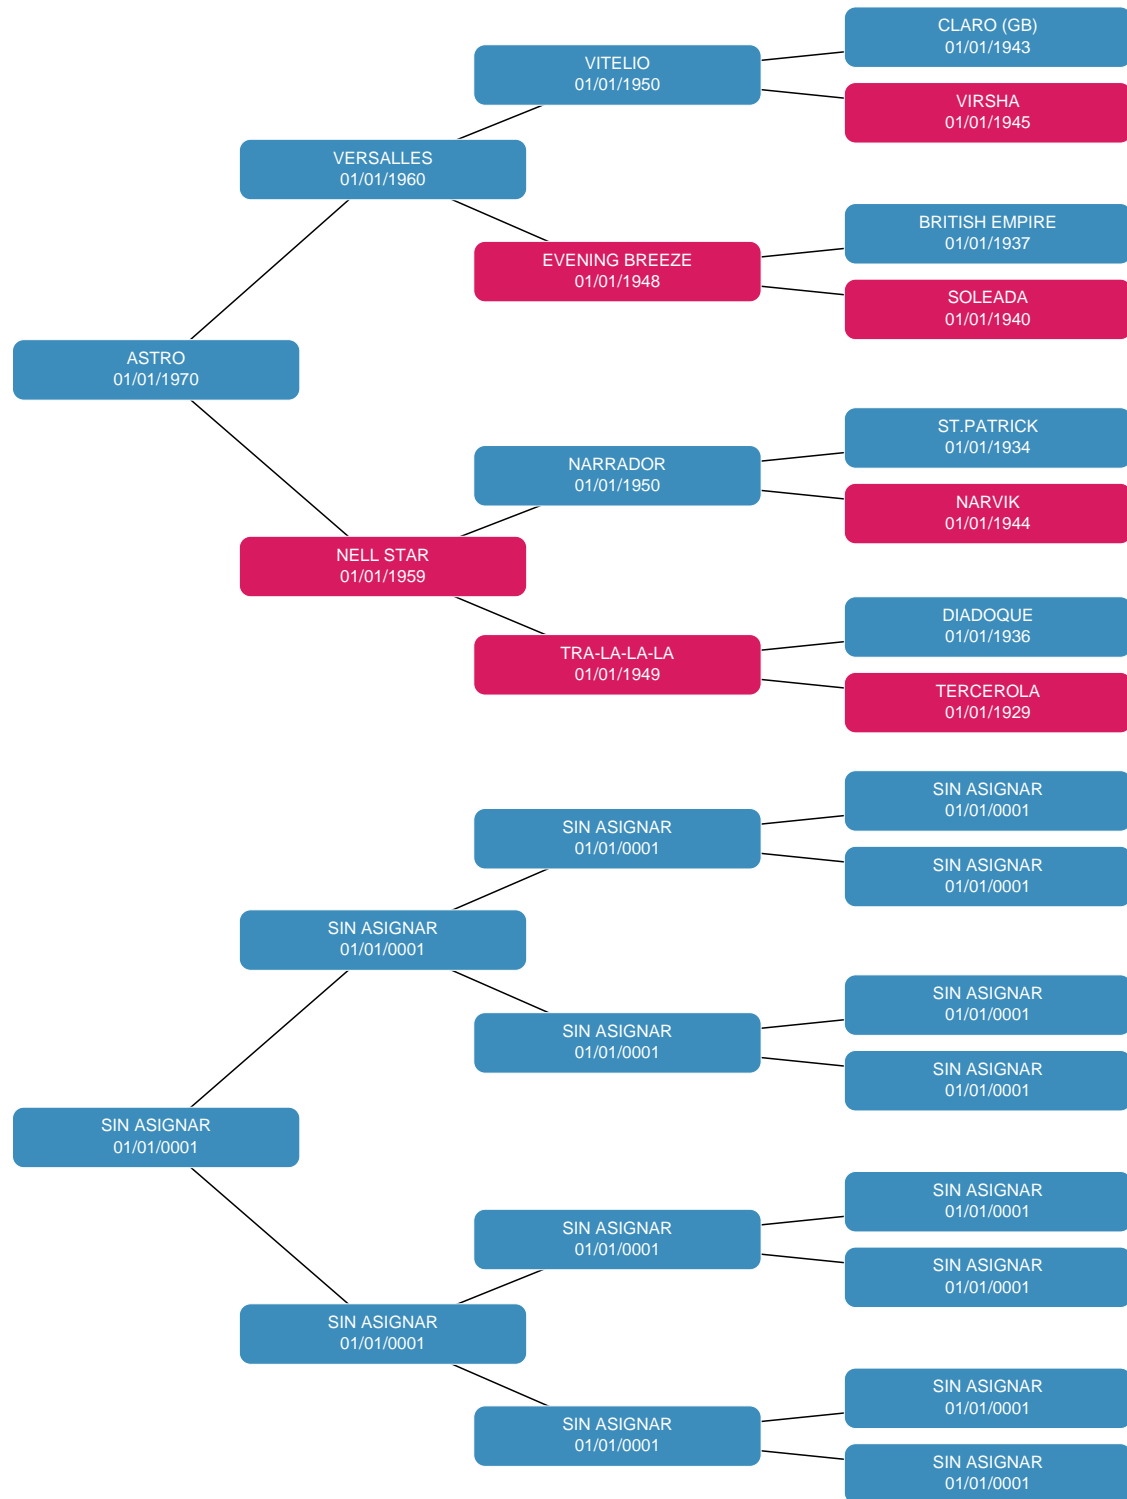 CLARO (GB)
01/01/1943
VITELIO
01/01/1950
VIRSHA
01/01/1945
VERSALLES
01/01/1960
BRITISH EMPIRE
01/01/1937
EVENING BREEZE
01/01/1948
SOLEADA
01/01/1940
ASTRO
01/01/1970
ST.PATRICK
01/01/1934
NARRADOR
01/01/1950
NARVIK
01/01/1944
NELL STAR
01/01/1959
DIADOQUE
01/01/1936
TRA-LA-LA-LA
01/01/1949
TERCEROLA
01/01/1929
SIN ASIGNAR
01/01/0001
SIN ASIGNAR
01/01/0001
SIN ASIGNAR
01/01/0001
SIN ASIGNAR
01/01/0001
SIN ASIGNAR
01/01/0001
SIN ASIGNAR
01/01/0001
SIN ASIGNAR
01/01/0001
SIN ASIGNAR
01/01/0001
SIN ASIGNAR
01/01/0001
SIN ASIGNAR
01/01/0001
SIN ASIGNAR
01/01/0001
SIN ASIGNAR
01/01/0001
SIN ASIGNAR
01/01/0001
SIN ASIGNAR
01/01/0001
SIN ASIGNAR
01/01/0001